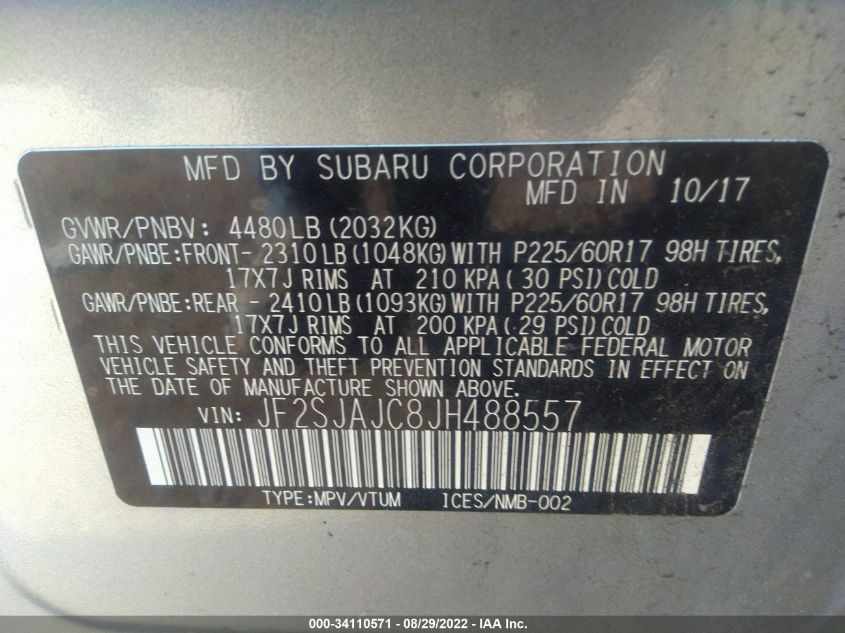 MFD BY SUBARU CORPORATION
MFD IN 10/17
GVWR/PNBV: 4480LB (2032KG)
GAWR/PNBE:FRONT- 2310LB (1048KG)WITH P225/60R17 98H TIRES,
17X7J RIMS AT 210 KPA( 30 PSI)COLD
GAWR/PNBE:REAR - 2410LB (1093KG)WITH P225/60R17 98H TIRES,
17X7J RIMS AT 200 KPA( 29 PSI)COLD
THIS VEHICLE CONFORMS TO ALL APPLICABLE FEDERAL MOTOR
VEHICLE SAFETY AND THEFT PREVENTION STANDARDS IN EFFECT ON
THE DATE OF MANUFACTURE SHOWN ABOVE.
VIN: JF2SJAJC8JH488557
TYPE:MPV/VTUM ICES/NMB-002
000-34110571 - 08/29/2022 - IAA Inc.